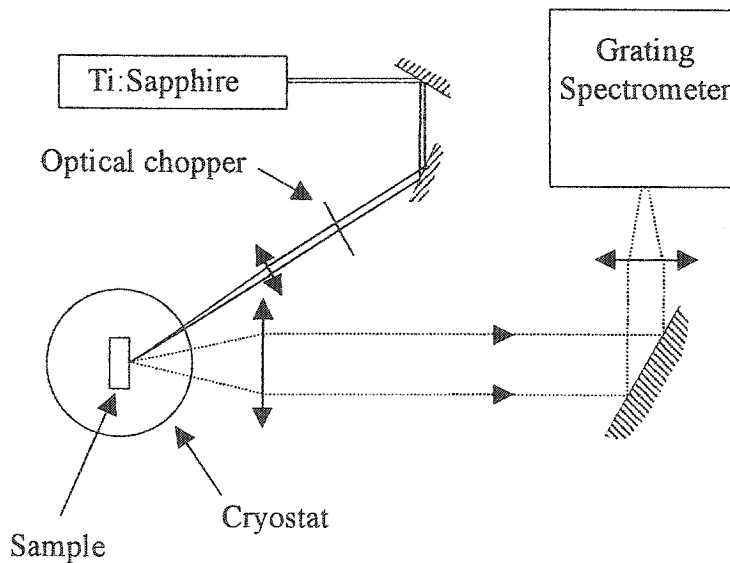 Ti:Sapphire
Grating
Spectrometer
Optical chopper
Cryostat
Sample